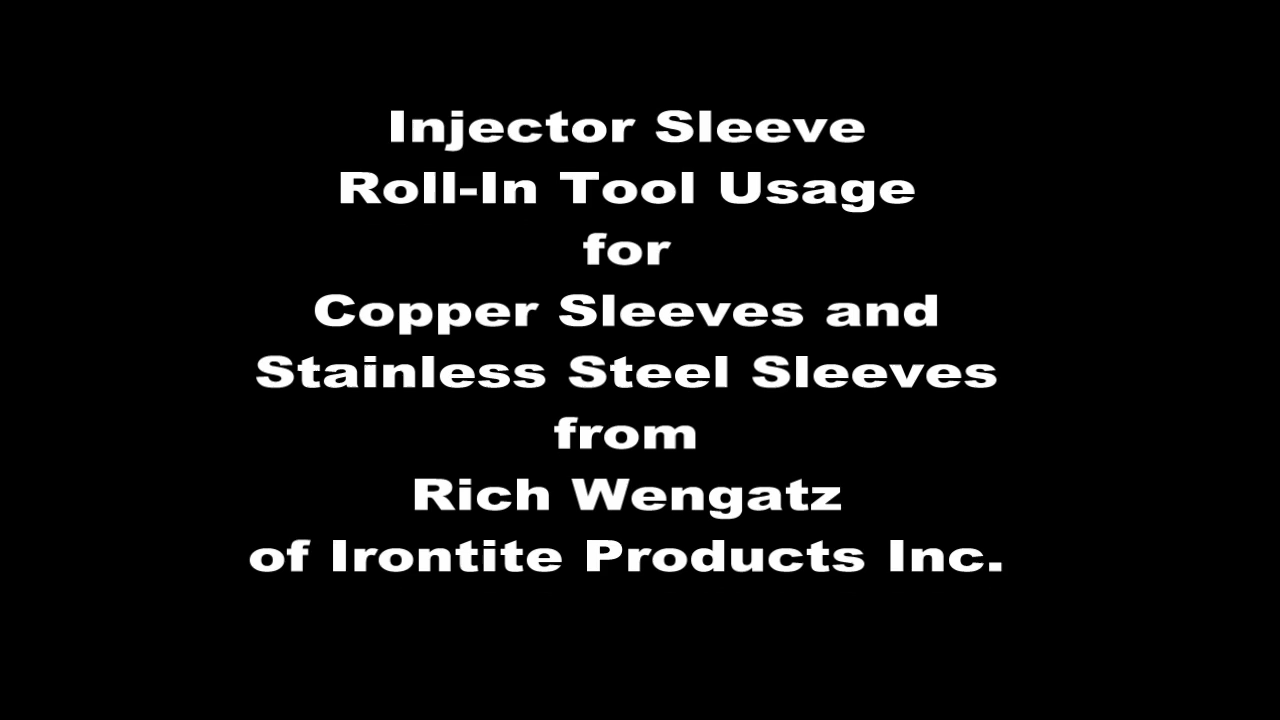 Injector Sleeve
Roll-In Tool Usage
for
Copper Sleeves and
Stainless Steel Sleeves
from
Rich Wengatz
of Irontite Products Inc.